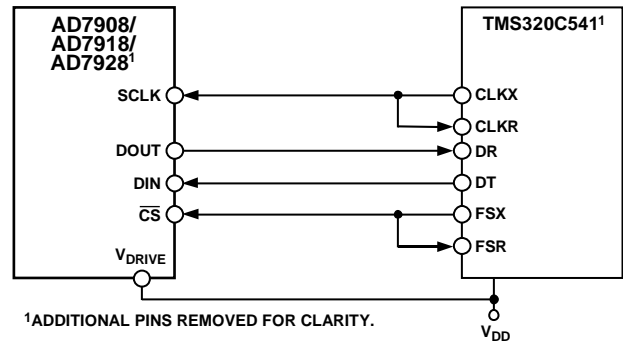 AD7908/
AD7918/
AD7928¹
TMS320C541¹
SCLK
CLKX
CLKR
DOUT
DR
DIN
DT
C̅S̅
FSX
FSR
VDRIVE
¹ADDITIONAL PINS REMOVED FOR CLARITY.
VDD